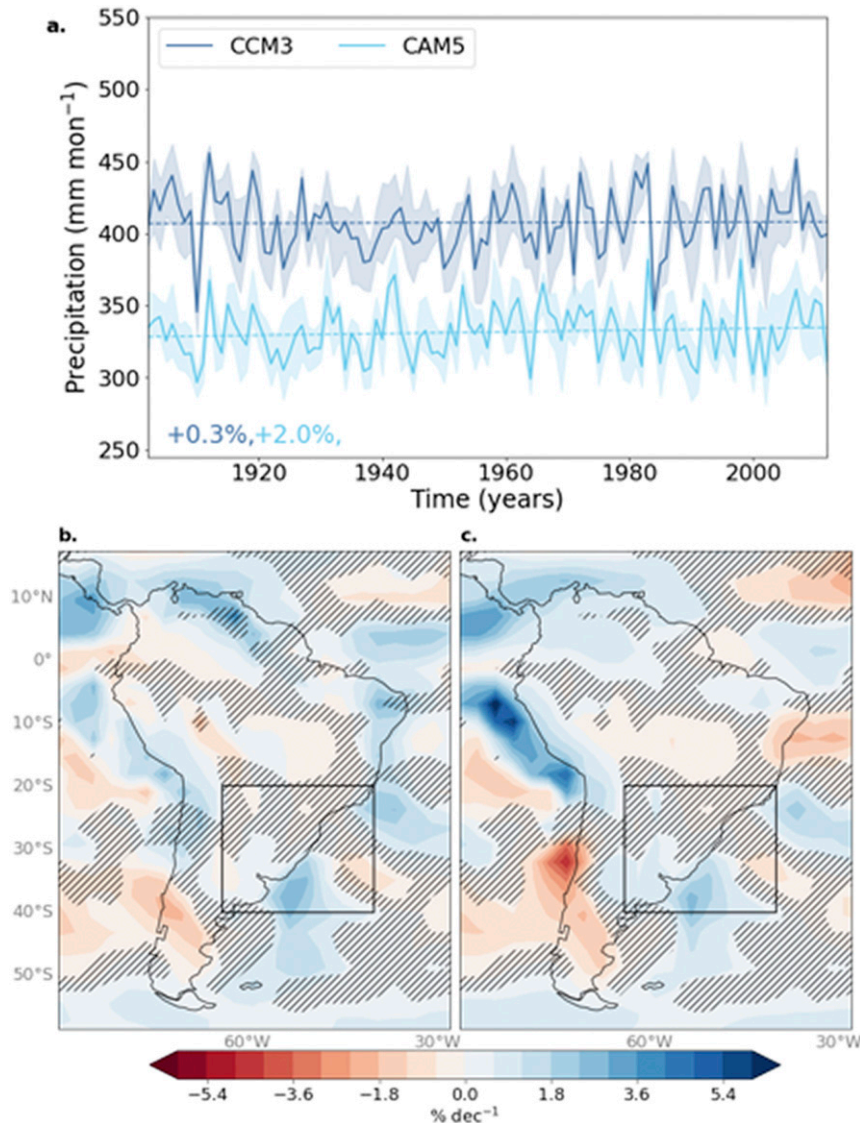 a.
550
500
450
400
350
300
250
CCM3 CAM5
Precipitation (mm mon⁻¹)
+0.3%,+2.0%,
1920 1940 1960 1980 2000
Time (years)
b. c.
10°N
0°
10°S
20°S
30°S
40°S
50°S
60°W 30°W 60°W 30°W
−5.4 −3.6 −1.8 0.0 1.8 3.6 5.4
% dec⁻¹